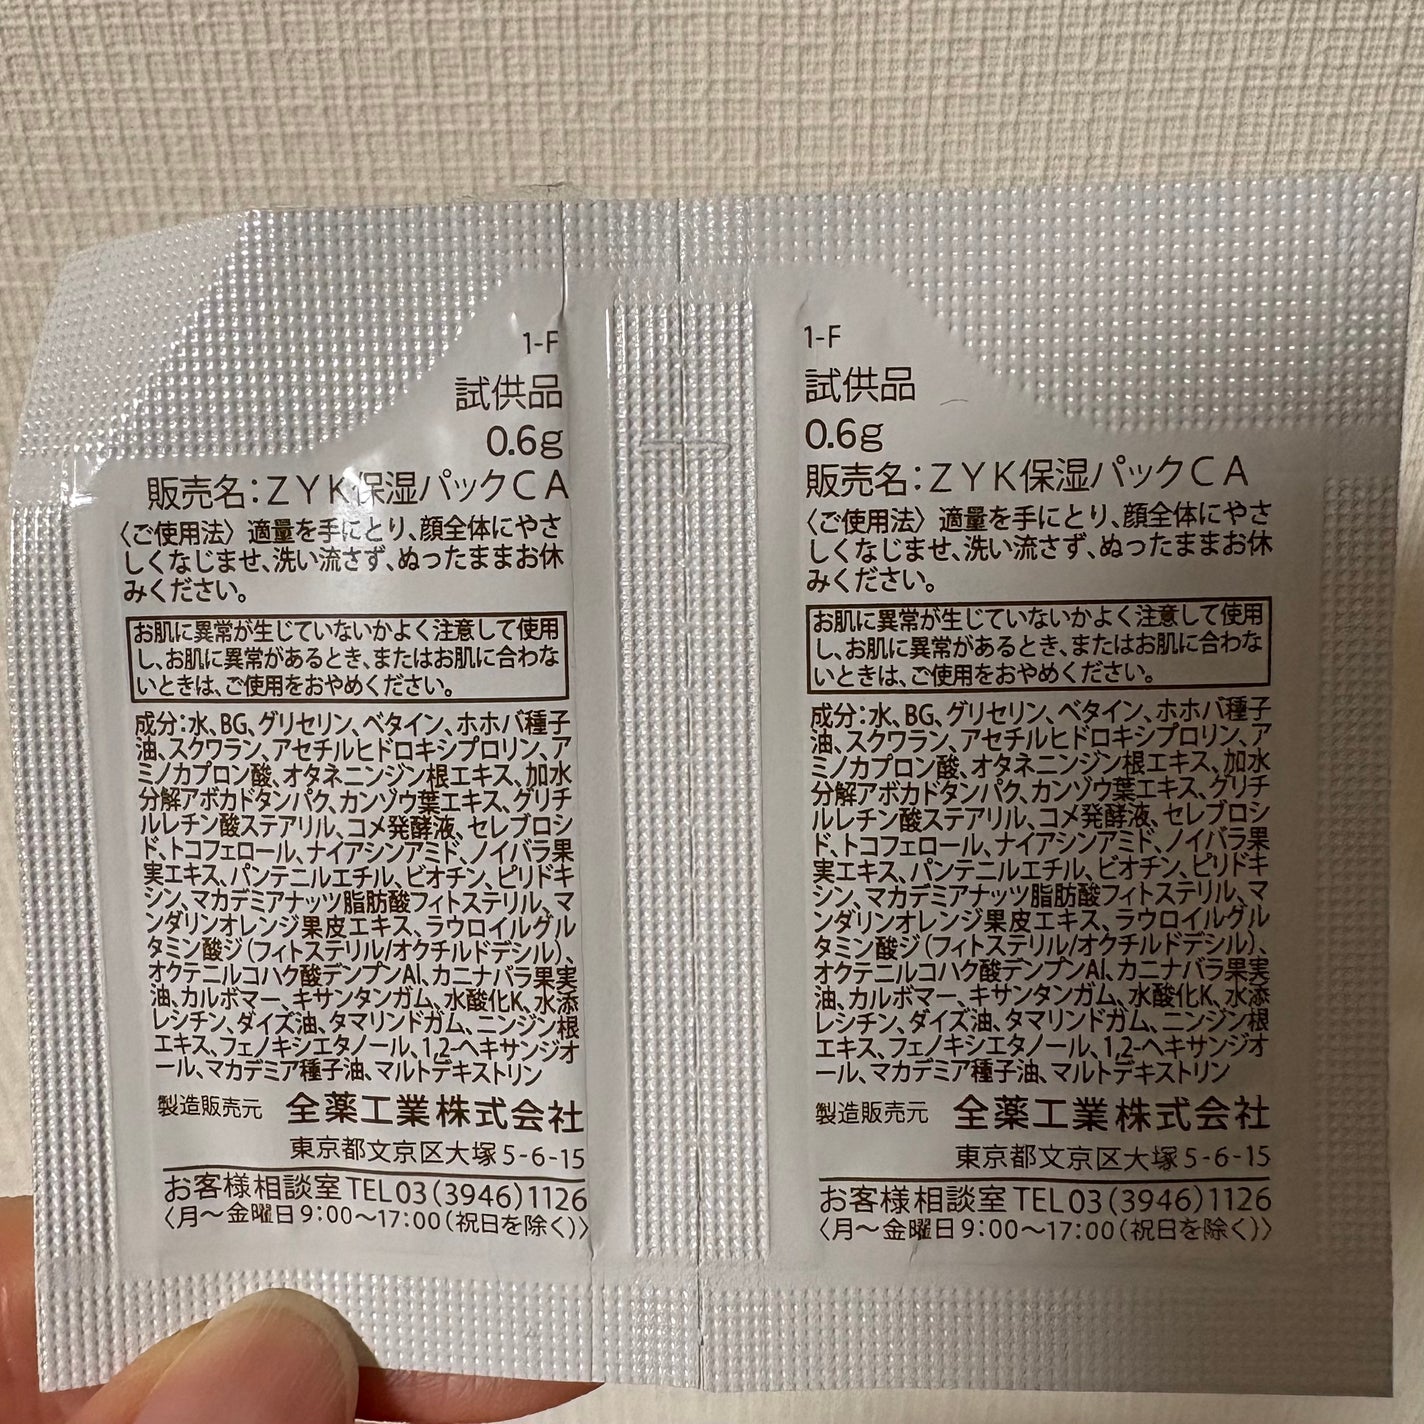 1-F
試供品
0.6g
販売名:ZYK保湿パックCA
〈ご使用法〉適量を手にとり、顔全体にやさ
しくなじませ、洗い流さず、ぬったままお休
みください。
お肌に異常が生じていないかよく注意して使用
し、お肌に異常があるとき、またはお肌に合わな
いときは、ご使用をおやめください。
成分:水、BG、グリセリン、ベタイン、ホホバ種子
油、スクワラン、アセチルヒドロキシプロリン、ア
ミノカプロン酸、オタネニンジン根エキス、加水
分解アボカドタンパク、カンゾウ葉エキス、グリチ
ルレチン酸ステアリル、コメ発酵液、セレブロシ
ド、トコフェロール、ナイアシンアミド、ノイバラ果
実エキス、パンテニルエチル、ビオチン、ピリドキ
シン、マカデミアナッツ脂肪酸フィトステリル、マ
ンダリンオレンジ果皮エキス、ラウロイルグル
タミン酸ジ(フィトステリル/オクチルドデシル)、
オクテニルコハク酸デンプンAl、カニナバラ果実
油、カルボマー、キサンタンガム、水酸化K、水添
レシチン、ダイズ油、タマリンドガム、ニンジン根
エキス、フェノキシエタノール、1,2-ヘキサンジオ
ール、マカデミア種子油、マルトデキストリン
製造販売元 全薬工業株式会社
東京都文京区大塚5-6-15
お客様相談室TEL03(3946)1126
〈月〜金曜日9:00〜17:00(祝日を除く)〉
1-F
試供品
0.6g
販売名:ZYK保湿パックCA
〈ご使用法〉適量を手にとり、顔全体にやさ
しくなじませ、洗い流さず、ぬったままお休
みください。
お肌に異常が生じていないかよく注意して使用
し、お肌に異常があるとき、またはお肌に合わな
いときは、ご使用をおやめください。
成分:水、BG、グリセリン、ベタイン、ホホバ種子
油、スクワラン、アセチルヒドロキシプロリン、ア
ミノカプロン酸、オタネニンジン根エキス、加水
分解アボカドタンパク、カンゾウ葉エキス、グリチ
ルレチン酸ステアリル、コメ発酵液、セレブロシ
ド、トコフェロール、ナイアシンアミド、ノイバラ果
実エキス、パンテニルエチル、ビオチン、ピリドキ
シン、マカデミアナッツ脂肪酸フィトステリル、マ
ンダリンオレンジ果皮エキス、ラウロイルグル
タミン酸ジ(フィトステリル/オクチルドデシル)、
オクテニルコハク酸デンプンAl、カニナバラ果実
油、カルボマー、キサンタンガム、水酸化K、水添
レシチン、ダイズ油、タマリンドガム、ニンジン根
エキス、フェノキシエタノール、1,2-ヘキサンジオ
ール、マカデミア種子油、マルトデキストリン
製造販売元 全薬工業株式会社
東京都文京区大塚5-6-15
お客様相談室TEL03(3946)1126
〈月〜金曜日9:00〜17:00(祝日を除く)〉